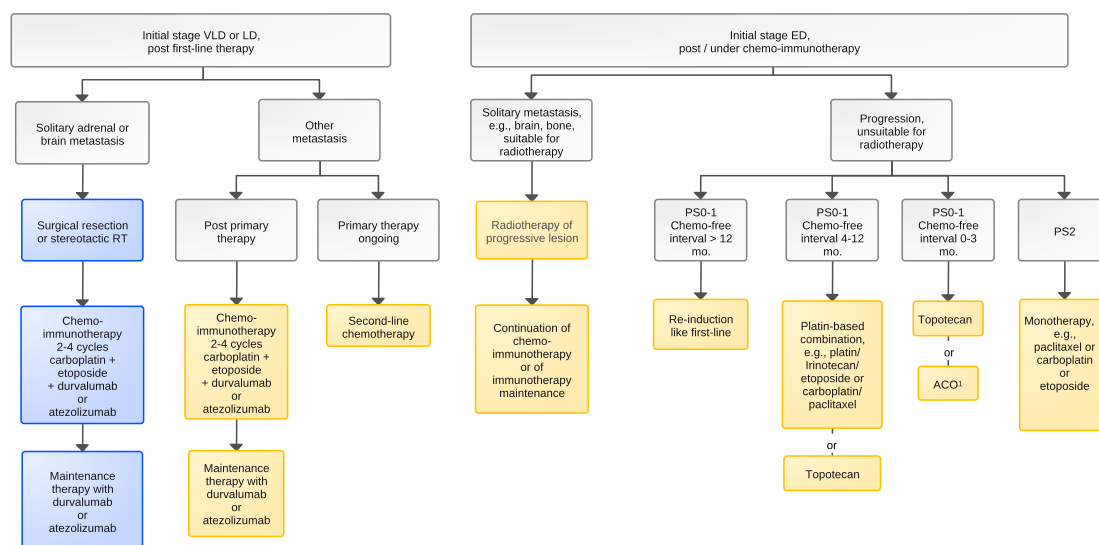 Initial stage VLD or LD,
post first-line therapy
Initial stage ED,
post / under chemo-immunotherapy
Solitary adrenal or
brain metastasis
Other
metastasis
Solitary metastasis,
e.g., brain, bone,
suitable for
radiotherapy
Progression,
unsuitable for
radiotherapy
Surgical resection
or stereotactic RT
Post primary
therapy
Primary therapy
ongoing
Radiotherapy of
progressive lesion
PS0-1
Chemo-free
interval > 12
mo.
PS0-1
Chemo-free
interval 4-12
mo.
PS0-1
Chemo-free
interval 0-3
mo.
PS2
Chemo-
immunotherapy
2-4 cycles
carboplatin +
etoposide
+ durvalumab
or
atezolizumab
Chemo-
immunotherapy
2-4 cycles
carboplatin +
etoposide
+ durvalumab
or
atezolizumab
Second-line
chemotherapy
Continuation of
chemo-
immunotherapy
or of
immunotherapy
maintenance
Re-induction
like first-line
Platin-based
combination,
e.g., platin/
Irinotecan/
etoposide or
carboplatin/
paclitaxel
or
Topotecan
Topotecan
or
ACO¹
Monotherapy,
e.g.,
paclitaxel or
carboplatin
or
etoposide
Maintenance
therapy with
durvalumab
or
atezolizumab
Maintenance
therapy with
durvalumab
or
atezolizumab